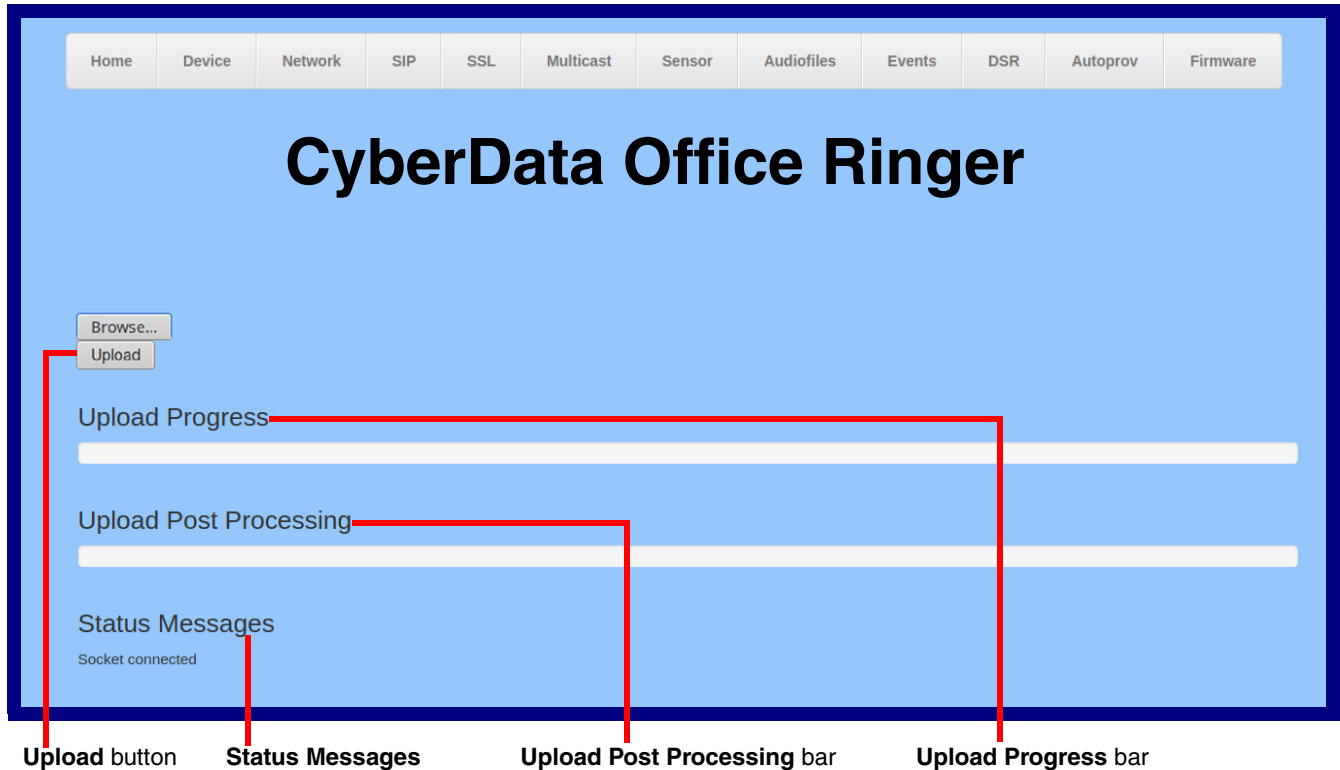 Home Device Network SIP SSL Multicast Sensor Audiofiles Events DSR Autoprov Firmware
CyberData Office Ringer
Browse...
Upload
Upload Progress
Upload Post Processing
Status Messages
Socket connected
Upload button Status Messages Upload Post Processing bar Upload Progress bar